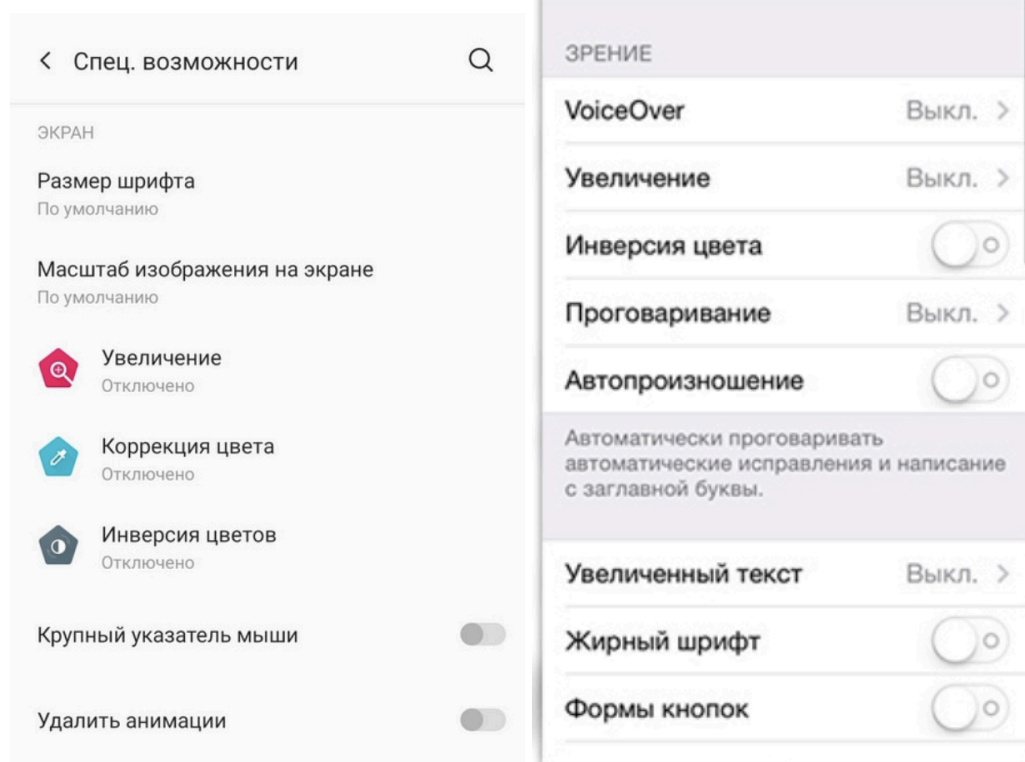 Спец. возможности
ЭКРАН
Размер шрифта
По умолчанию
Масштаб изображения на экране
По умолчанию
Увеличение
Отключено
Коррекция цвета
Отключено
Инверсия цветов
Отключено
Крупный указатель мыши
Удалить анимации
ЗРЕНИЕ
VoiceOver Выкл.
Увеличение Выкл.
Инверсия цвета
Проговаривание Выкл.
Автопроизношение
Автоматически проговаривать
автоматические исправления и написание
с заглавной буквы.
Увеличенный текст Выкл.
Жирный шрифт
Формы кнопок